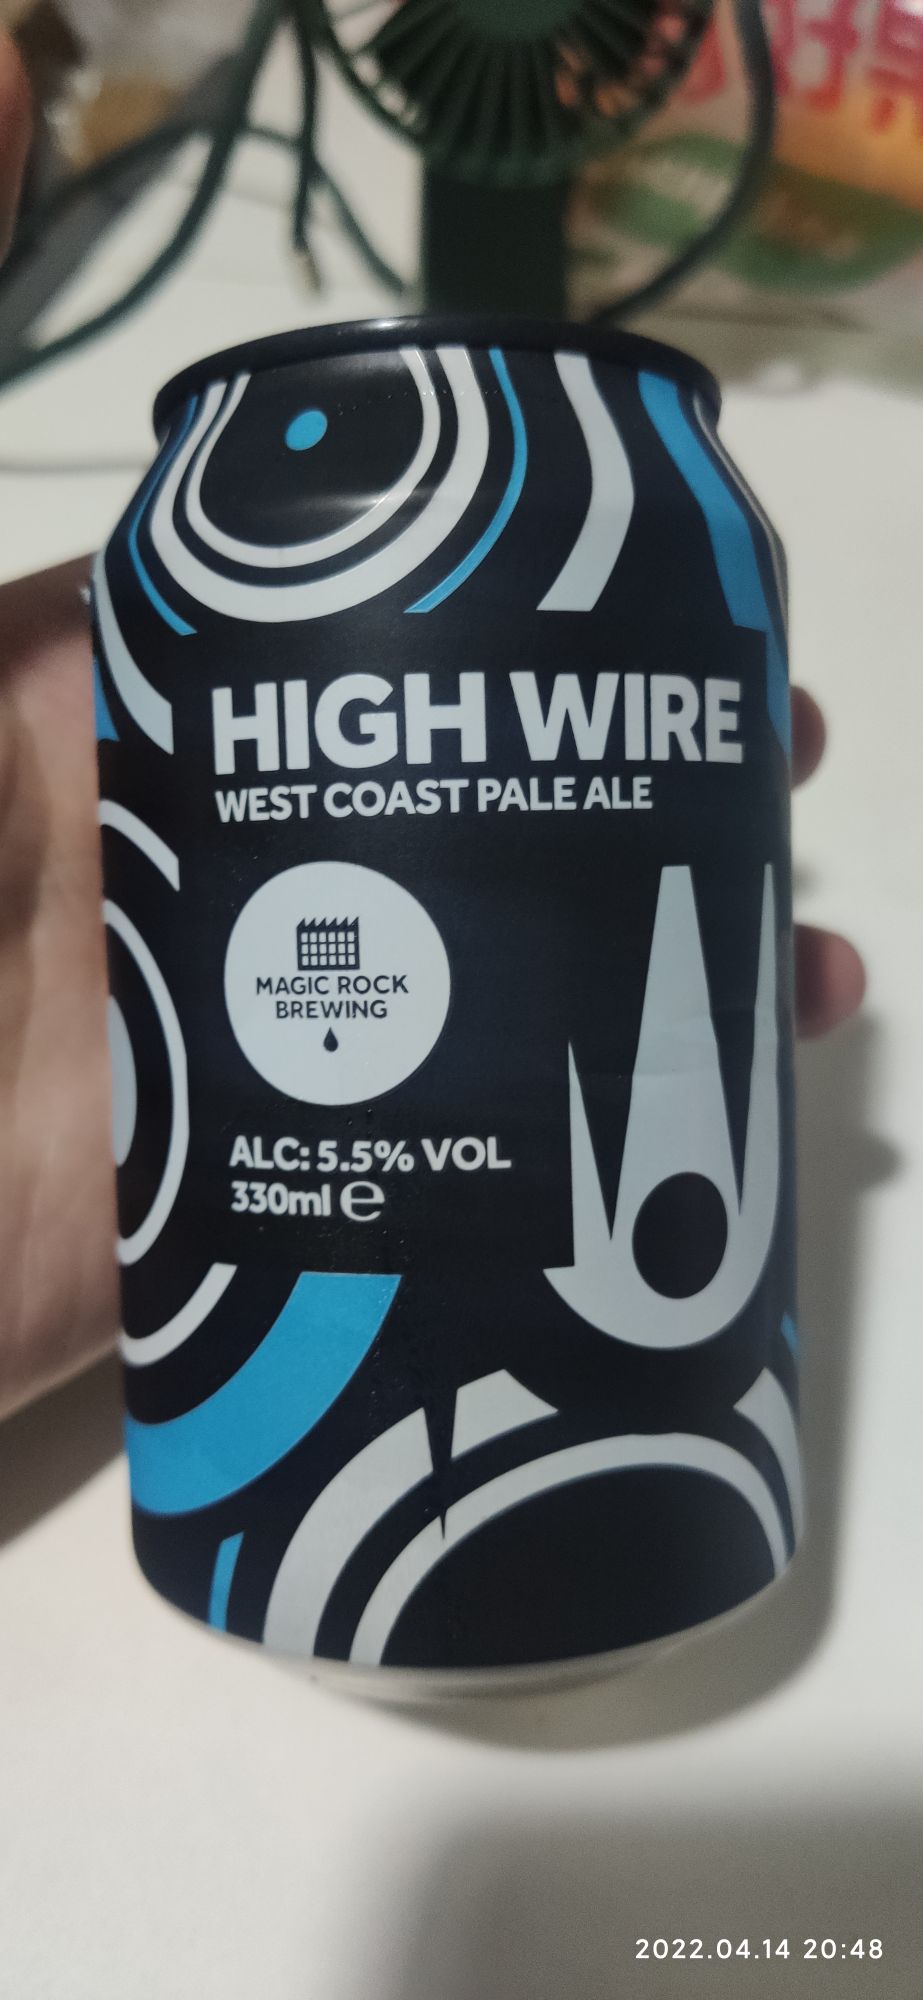 HIGH WIRE
WEST COAST PALE ALE
MAGIC ROCK
BREWING
ALC: 5.5% VOL
330ml ℮
2022.04.14 20:48